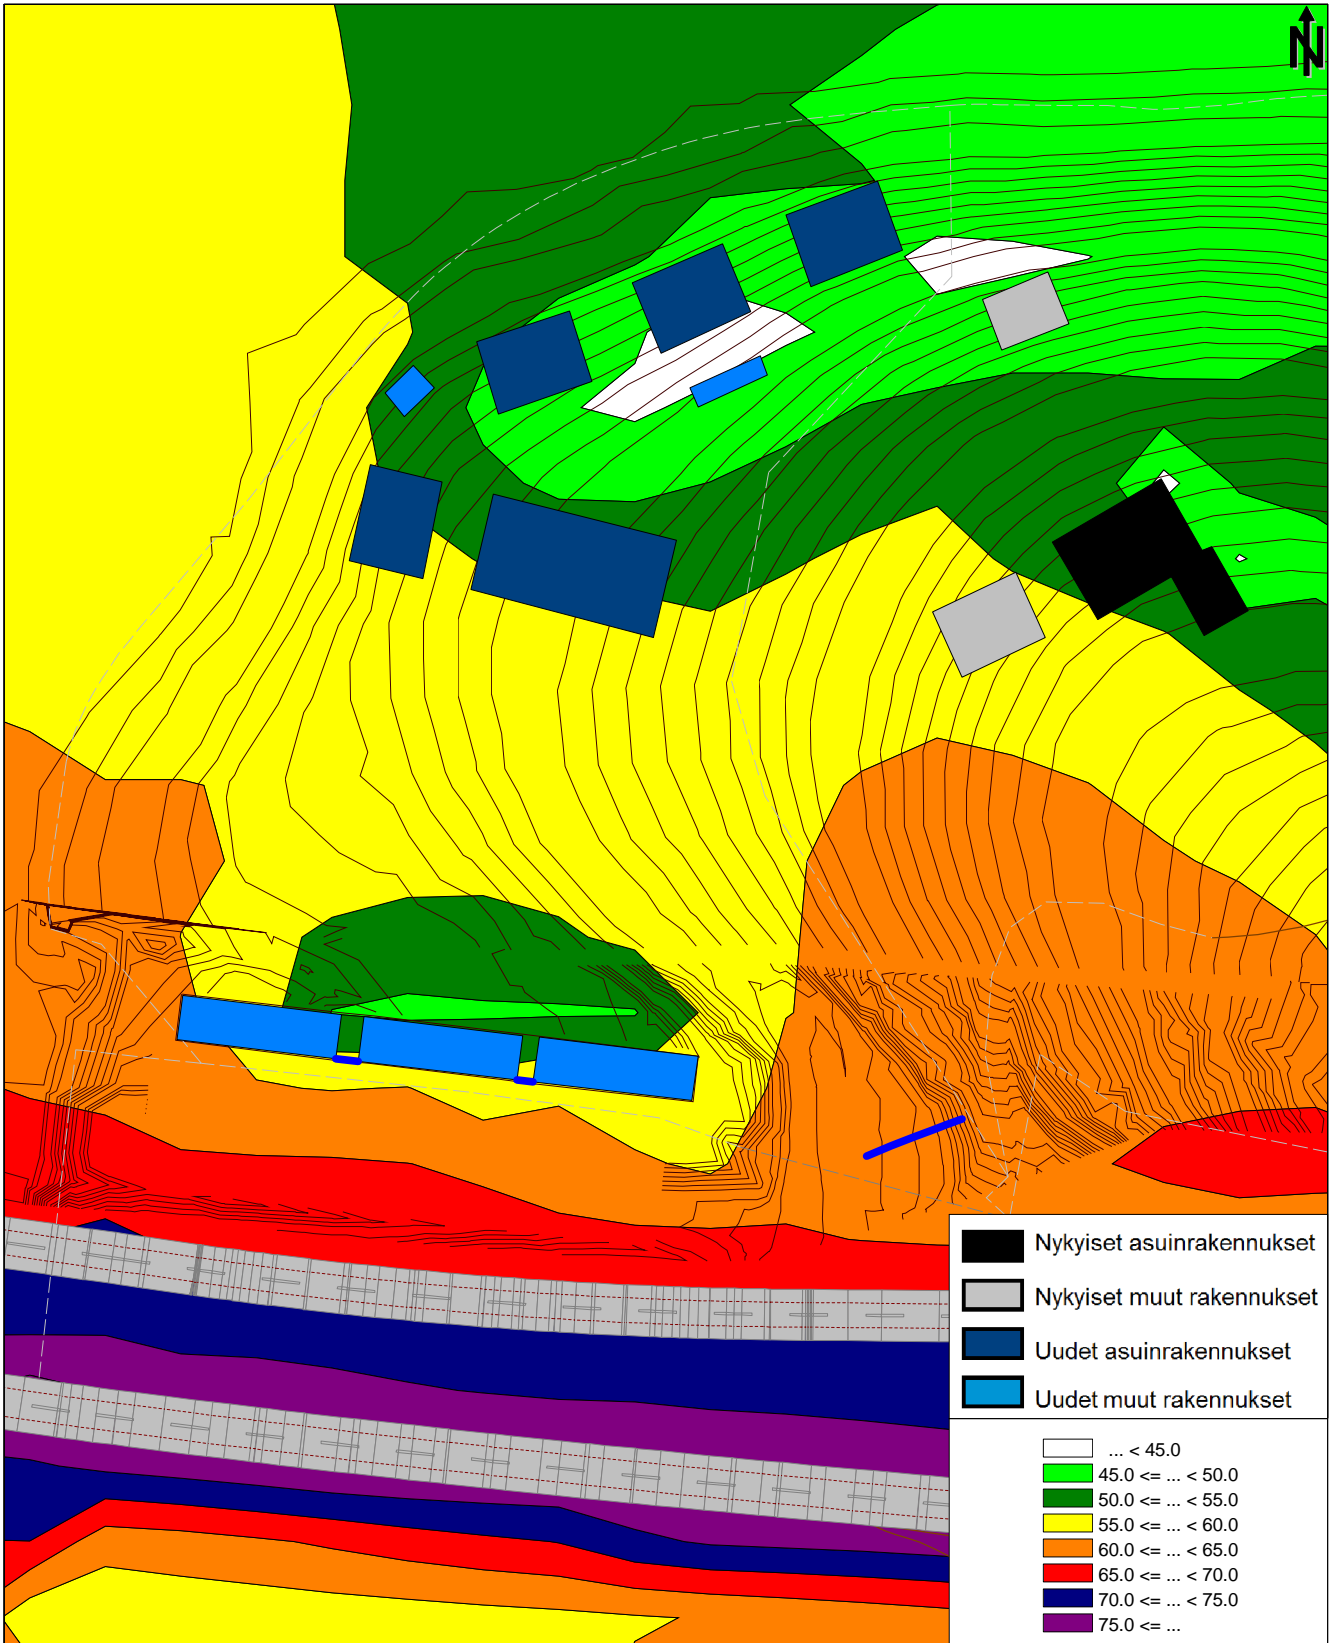 N
Nykyiset asuinrakennukset
Nykyiset muut rakennukset
Uudet asuinrakennukset
Uudet muut rakennukset
... < 45.0
45.0 <= ... < 50.0
50.0 <= ... < 55.0
55.0 <= ... < 60.0
60.0 <= ... < 65.0
65.0 <= ... < 70.0
70.0 <= ... < 75.0
75.0 <= ...